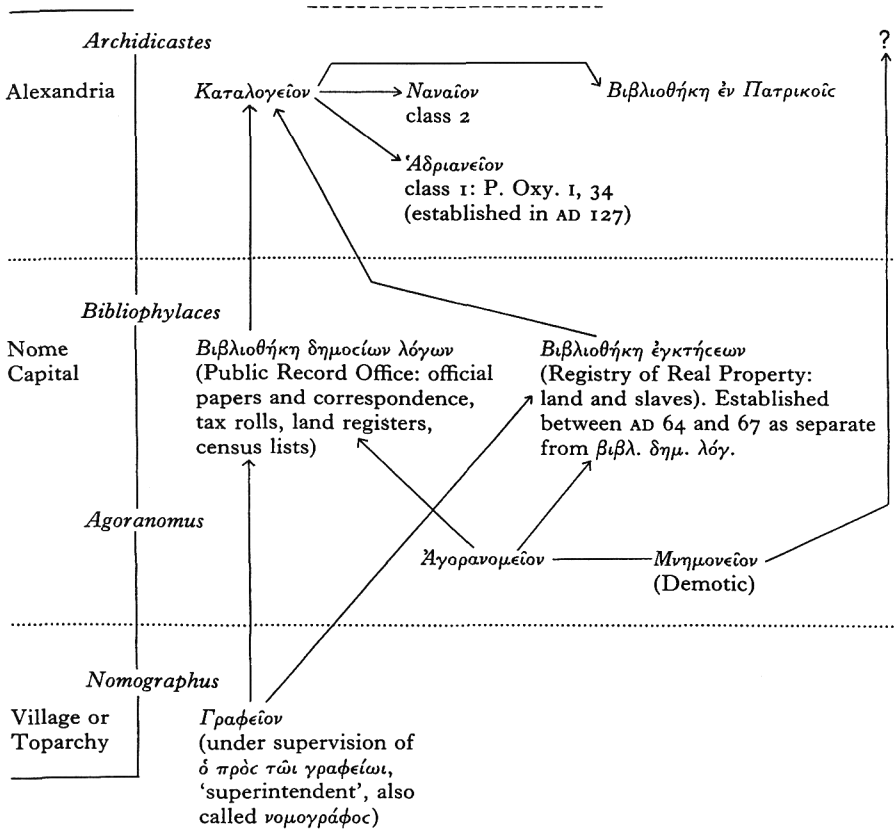 Archidicastes
?
Alexandria
Καταλογεῖον
Ναναῖον
class 2
Βιβλιοθήκη ἐν Πατρικοῖϲ
Ἁδριανεῖον
class 1: P. Oxy. I, 34
(established in AD 127)
Bibliophylaces
Nome
Capital
Βιβλιοθήκη δημοϲίων λόγων
(Public Record Office: official
papers and correspondence,
tax rolls, land registers,
census lists)
Βιβλιοθήκη ἐγκτήϲεων
(Registry of Real Property:
land and slaves). Established
between AD 64 and 67 as separate
from βιβλ. δημ. λόγ.
Agoranomus
Ἀγορανομεῖον
Μνημονεῖον
(Demotic)
Nomographus
Village or
Toparchy
Γραφεῖον
(under supervision of
ὁ πρὸϲ τῶι γραφείωι,
‘superintendent’, also
called νομογράφοϲ)